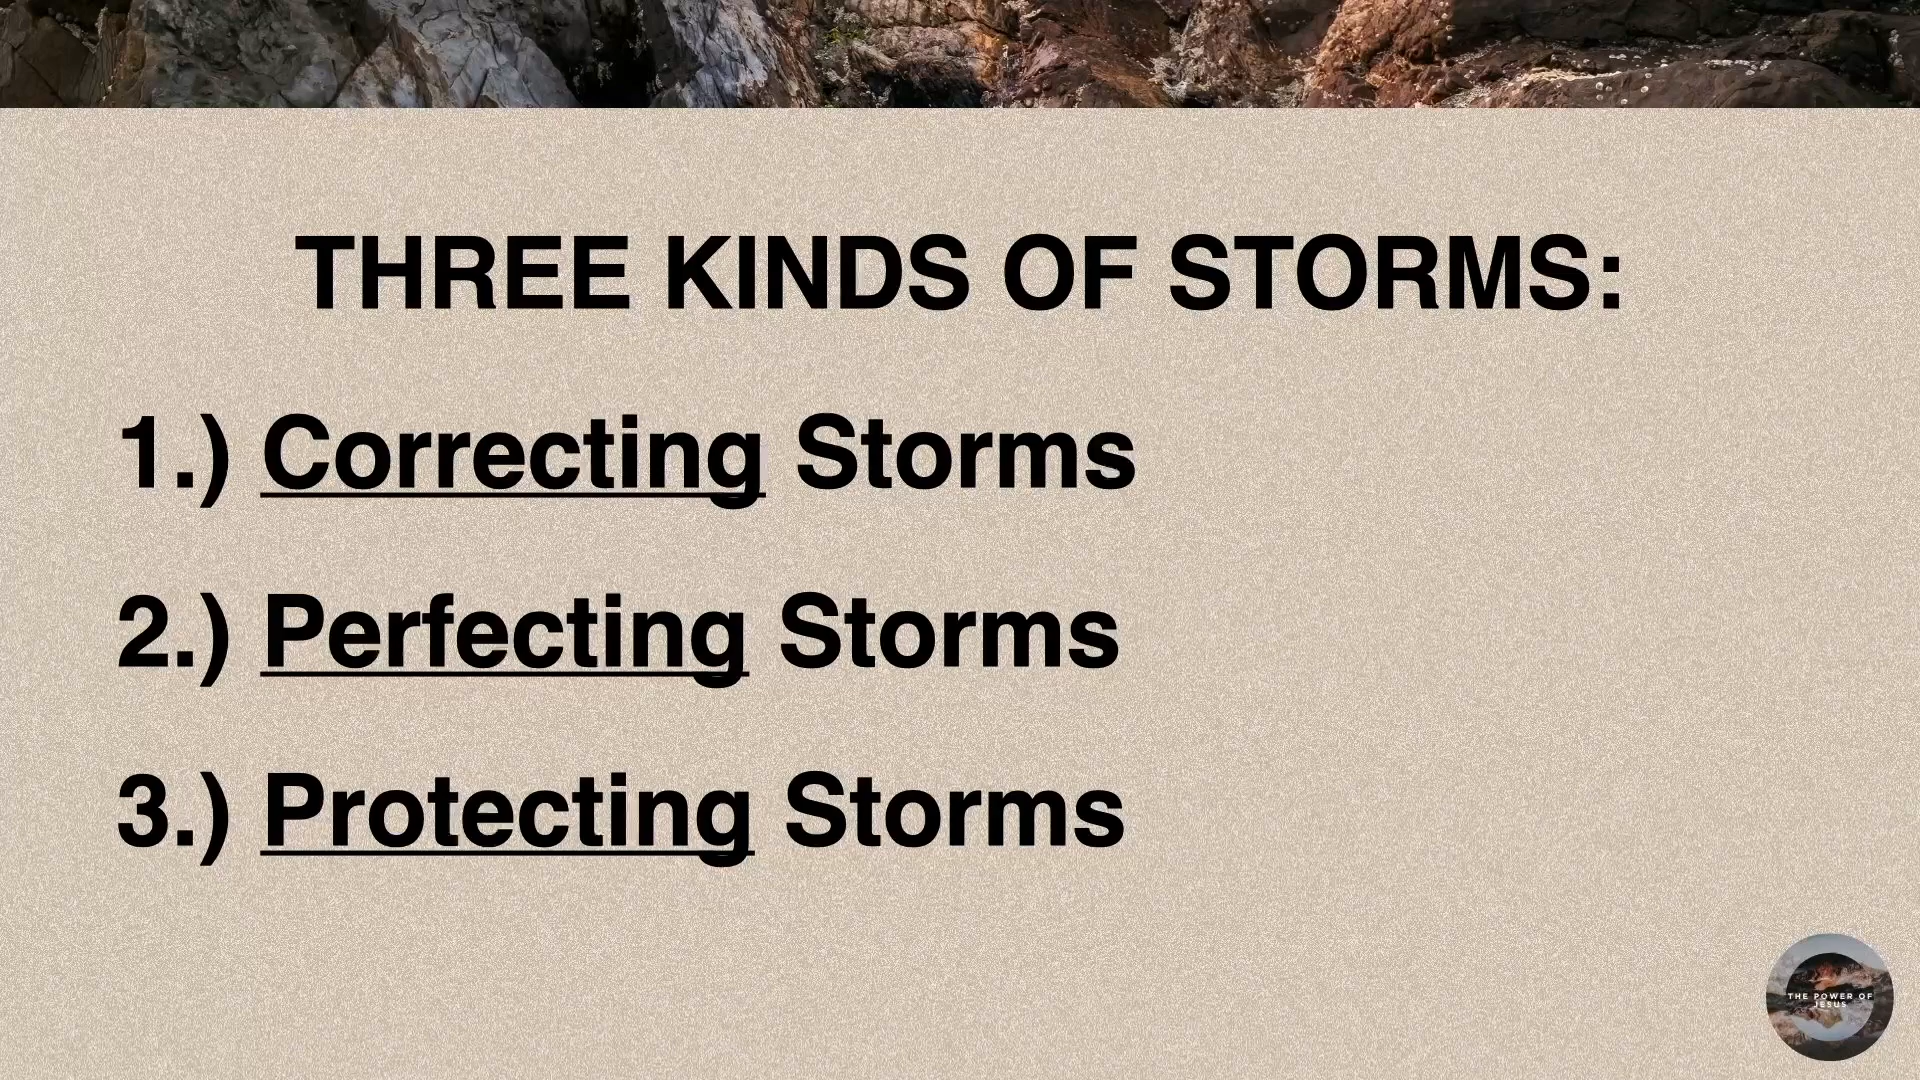 THREE KINDS OF STORMS:
1.) Correcting Storms
2.) Perfecting Storms
3.) Protecting Storms
THE POWER OF
JESUS